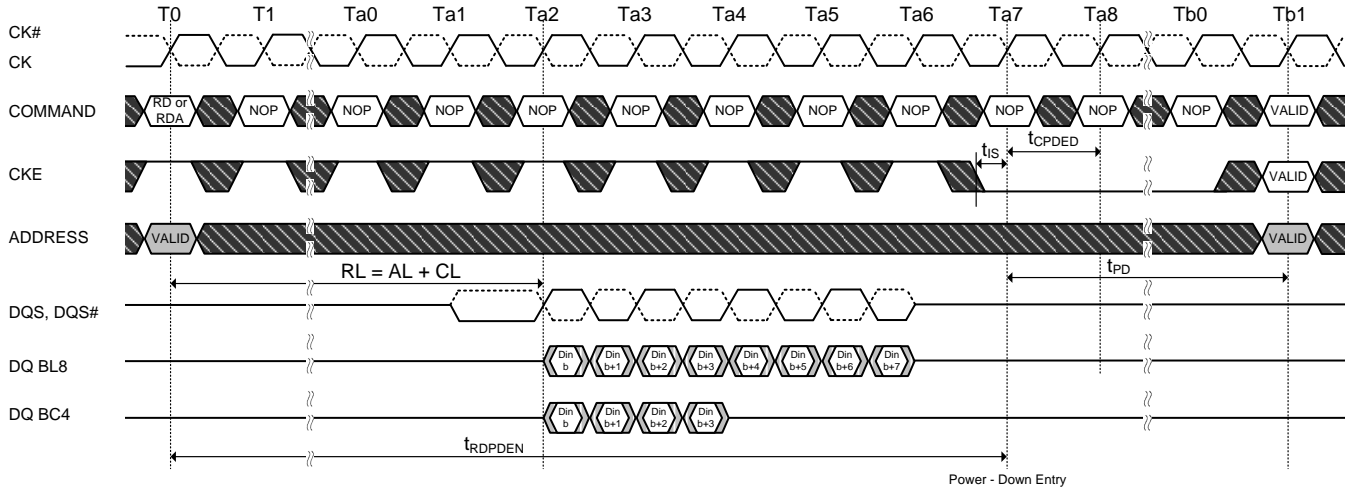 T0 T1 Ta0 Ta1 Ta2 Ta3 Ta4 Ta5 Ta6 Ta7 Ta8 Tb0 Tb1
CK#
CK
COMMAND
RD or
RDA
NOP NOP NOP NOP NOP NOP NOP NOP NOP NOP NOP VALID
tIS
tCPDED
CKE
VALID
ADDRESS
VALID
VALID
RL = AL + CL
tPD
DQS, DQS#
DQ BL8
Din b Din b+1 Din b+2 Din b+3 Din b+4 Din b+5 Din b+6 Din b+7
DQ BC4
Din b Din b+1 Din b+2 Din b+3
tRDPDEN
Power - Down Entry